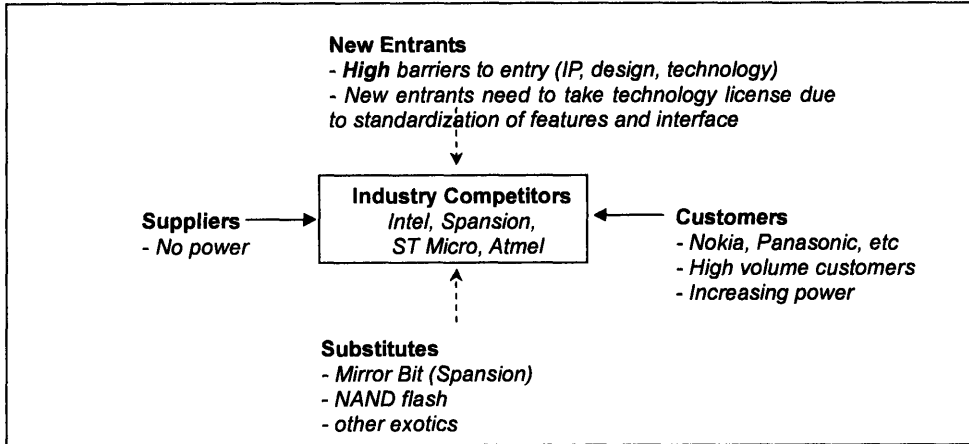 New Entrants
- High barriers to entry (IP, design, technology)
- New entrants need to take technology license due
to standardization of features and interface
Industry Competitors
Intel, Spansion,
ST Micro, Atmel
Suppliers
- No power
Customers
- Nokia, Panasonic, etc
- High volume customers
- Increasing power
Substitutes
- Mirror Bit (Spansion)
- NAND flash
- other exotics